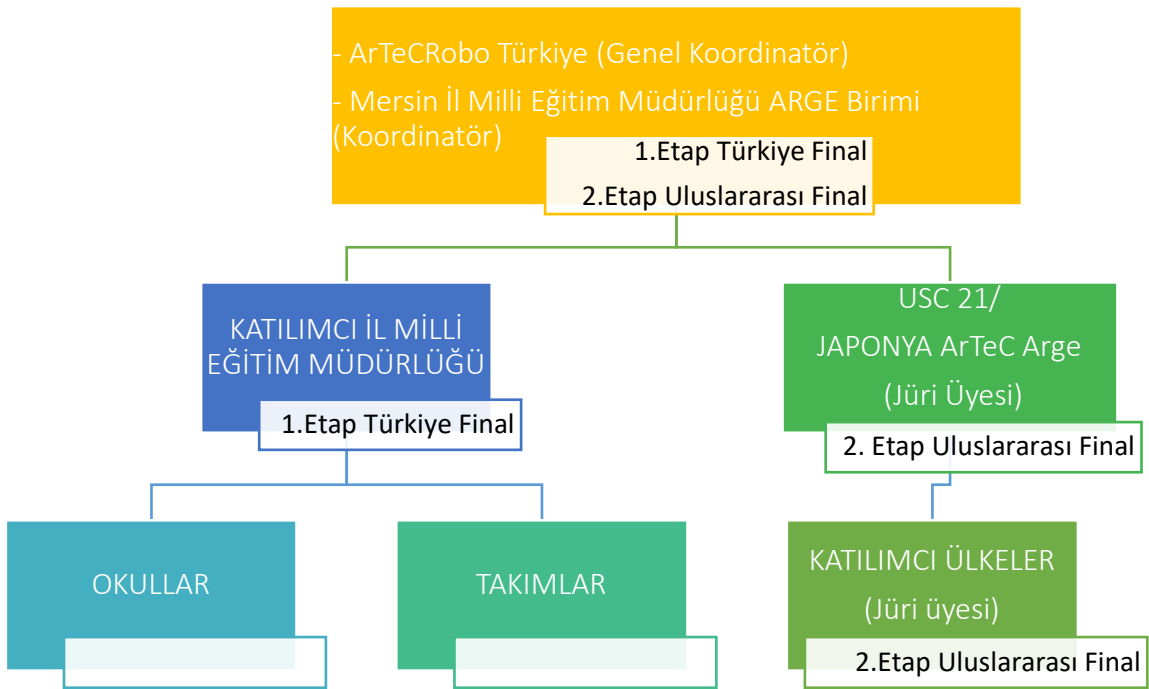 - ArTeCRobo Türkiye (Genel Koordinatör)
- Mersin İl Milli Eğitim Müdürlüğü ARGE Birimi
(Koordinatör)
1.Etap Türkiye Final
2.Etap Uluslararası Final
KATILIMCI İL MİLLİ
EĞİTİM MÜDÜRLÜĞÜ
1.Etap Türkiye Final
USC 21/
JAPONYA ArTeC Arge
(Jüri Üyesi)
2. Etap Uluslararası Final
OKULLAR
TAKIMLAR
KATILIMCI ÜLKELER
(Jüri üyesi)
2.Etap Uluslararası Final